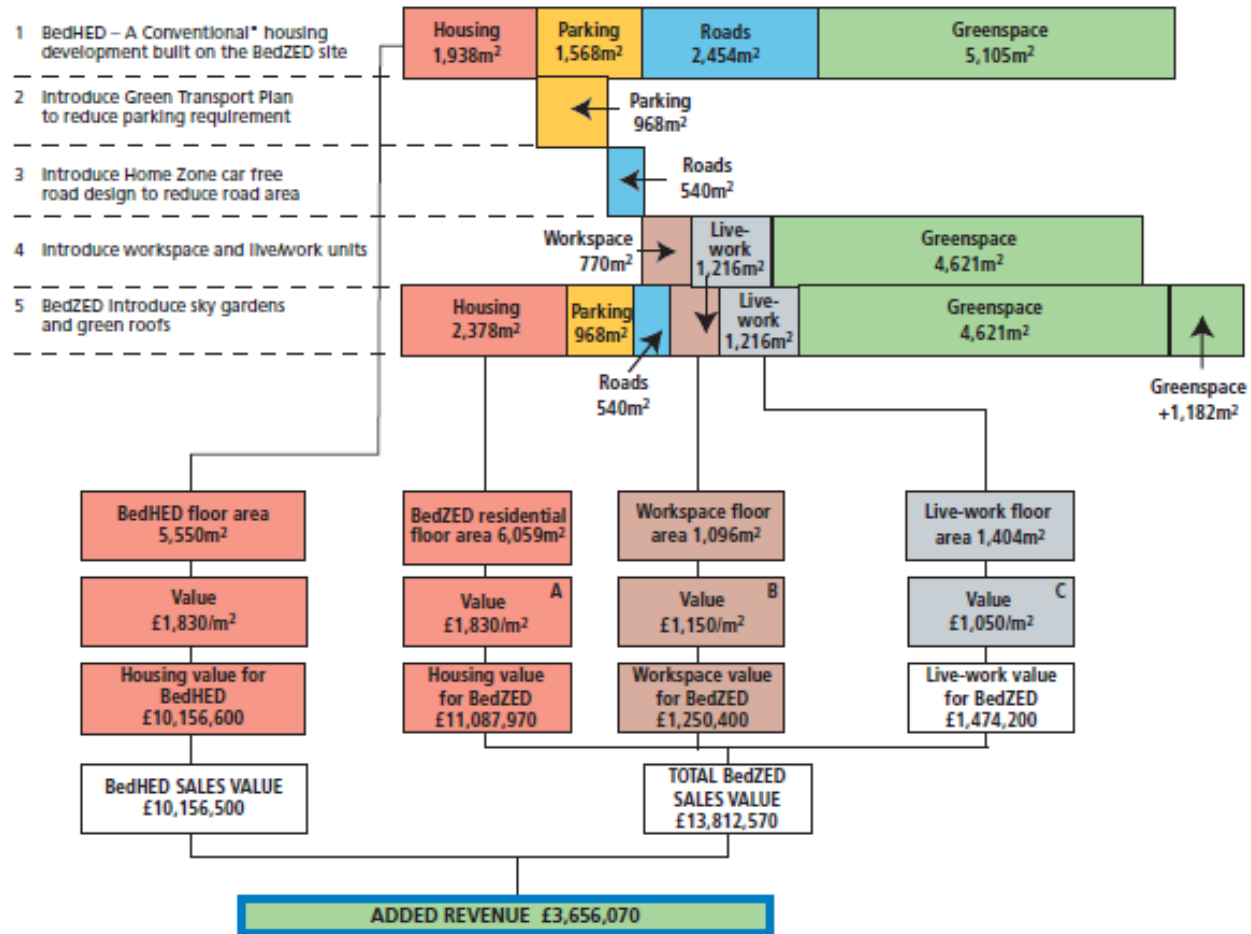 1 BedHED – A Conventional* housing
development built on the BedZED site
Housing
1,938m²
Parking
1,568m²
Roads
2,454m²
Greenspace
5,105m²
2 Introduce Green Transport Plan
to reduce parking requirement
Parking
968m²
3 Introduce Home Zone car free
road design to reduce road area
Roads
540m²
4 Introduce workspace and live/work units
Workspace
770m²
Live-
work
1,216m²
Greenspace
4,621m²
5 BedZED Introduce sky gardens
and green roofs
Housing
2,378m²
Parking
968m²
Roads
540m²
Live-
work
1,216m²
Greenspace
4,621m²
Greenspace
+1,182m²
BedHED floor area
5,550m²
BedZED residential
floor area 6,059m²
Workspace floor
area 1,096m²
Live-work floor
area 1,404m²
Value
£1,830/m²
A
Value
£1,830/m²
B
Value
£1,150/m²
C
Value
£1,050/m²
Housing value for
BedHED
£10,156,600
Housing value
for BedZED
£11,087,970
Workspace value
for BedZED
£1,250,400
Live-work value
for BedZED
£1,474,200
BedHED SALES VALUE
£10,156,500
TOTAL BedZED
SALES VALUE
£13,812,570
ADDED REVENUE £3,656,070